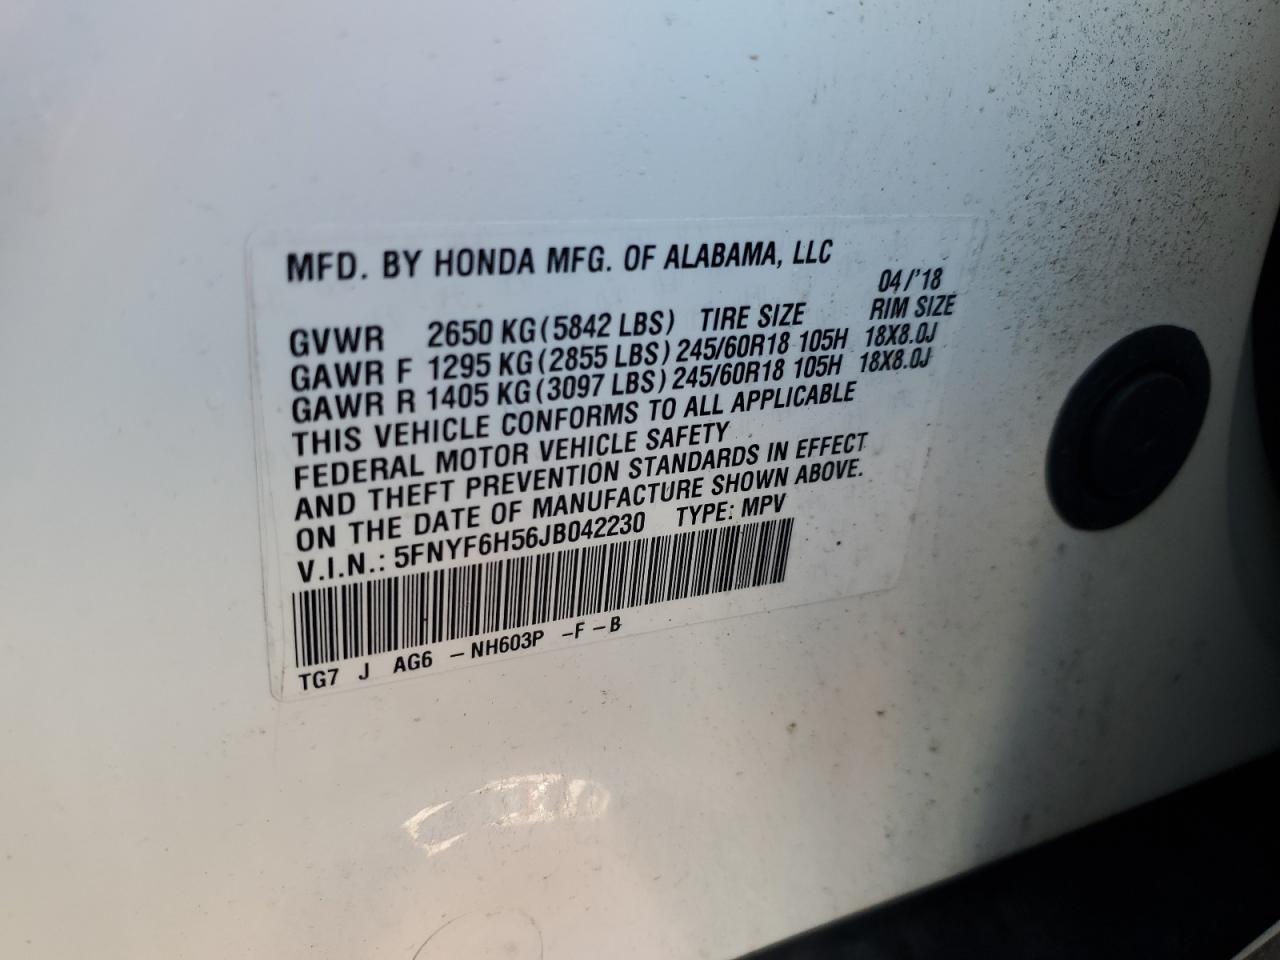 MFD. BY HONDA MFG. OF ALABAMA, LLC
04/'18
GVWR 2650 KG(5842 LBS) TIRE SIZE RIM SIZE
GAWR F 1295 KG(2855 LBS)245/60R18 105H 18X8.0J
GAWR R 1405 KG(3097 LBS)245/60R18 105H 18X8.0J
THIS VEHICLE CONFORMS TO ALL APPLICABLE
FEDERAL MOTOR VEHICLE SAFETY
AND THEFT PREVENTION STANDARDS IN EFFECT
ON THE DATE OF MANUFACTURE SHOWN ABOVE.
V.I.N.: 5FNYF6H56JB042230 TYPE: MPV
TG7 J AG6 -NH603P -F-B